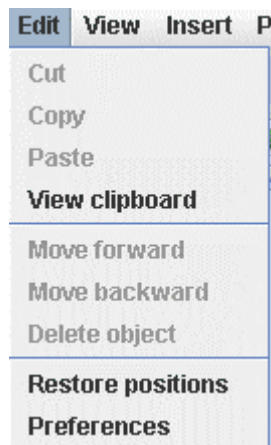 Edit View Insert P
Cut
Copy
Paste
View clipboard
Move forward
Move backward
Delete object
Restore positions
Preferences